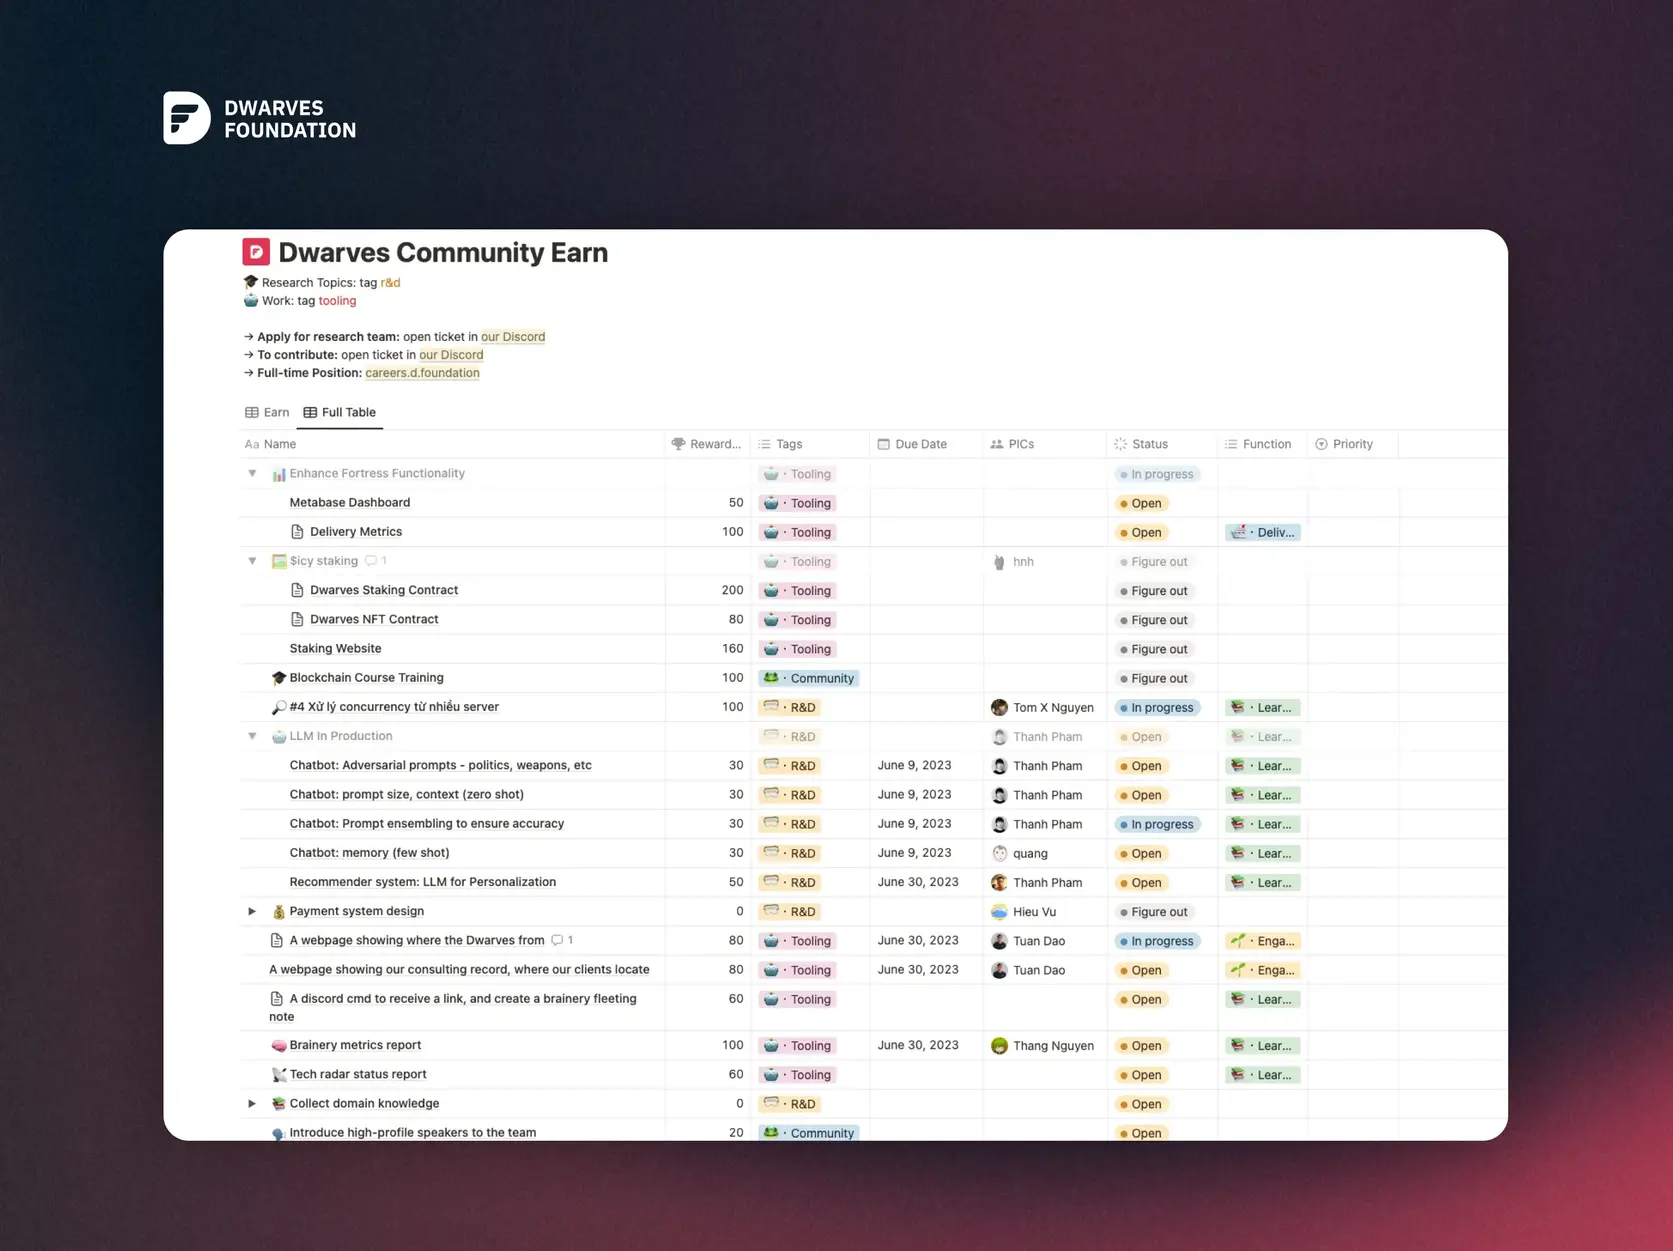 DWARVES
FOUNDATION
Dwarves Community Earn
Research Topics: tag r&d
Work: tag tooling
→ Apply for research team: open ticket in our Discord
→ To contribute: open ticket in our Discord
→ Full-time Position: careers.d.foundation
Earn Full Table
Aa Name Reward... Tags Due Date PICs Status Function Priority
Enhance Fortress Functionality · Tooling In progress
Metabase Dashboard 50 · Tooling Open
Delivery Metrics 100 · Tooling Open · Deliv...
$icy staking 1 · Tooling hnh Figure out
Dwarves Staking Contract 200 · Tooling Figure out
Dwarves NFT Contract 80 · Tooling Figure out
Staking Website 160 · Tooling Figure out
Blockchain Course Training 100 · Community Figure out
#4 Xử lý concurrency từ nhiều server 100 · R&D Tom X Nguyen In progress · Lear...
LLM In Production · R&D Thanh Pham Open · Lear...
Chatbot: Adversarial prompts - politics, weapons, etc 30 · R&D June 9, 2023 Thanh Pham Open · Lear...
Chatbot: prompt size, context (zero shot) 30 · R&D June 9, 2023 Thanh Pham Open · Lear...
Chatbot: Prompt ensembling to ensure accuracy 30 · R&D June 9, 2023 Thanh Pham In progress · Lear...
Chatbot: memory (few shot) 30 · R&D June 9, 2023 quang Open · Lear...
Recommender system: LLM for Personalization 50 · R&D June 30, 2023 Thanh Pham Open · Lear...
Payment system design 0 · R&D Hieu Vu Figure out
A webpage showing where the Dwarves from 1 80 · Tooling June 30, 2023 Tuan Dao In progress · Enga...
A webpage showing our consulting record, where our clients locate 80 · Tooling June 30, 2023 Tuan Dao Open · Enga...
A discord cmd to receive a link, and create a brainery fleeting 60 · Tooling Open · Lear...
note
Brainery metrics report 100 · Tooling June 30, 2023 Thang Nguyen Open · Lear...
Tech radar status report 60 · Tooling Open · Lear...
Collect domain knowledge 0 · R&D Open
Introduce high-profile speakers to the team 20 · Community Open